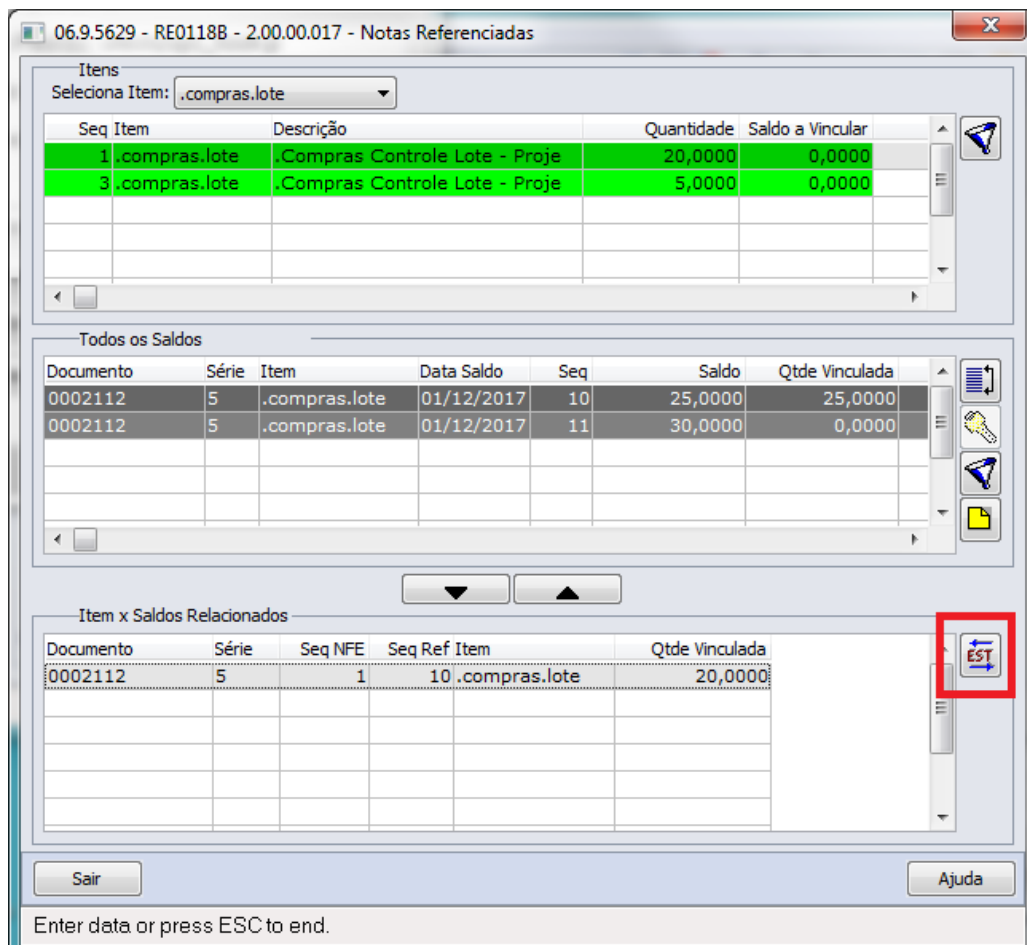 06.9.5629 - RE0118B - 2.00.00.017 - Notas Referenciadas
Itens
Seleciona Item: .compras.lote
Seq Item Descrição Quantidade Saldo a Vincular
1 .compras.lote .Compras Controle Lote - Proje 20,0000 0,0000
3 .compras.lote .Compras Controle Lote - Proje 5,0000 0,0000
Todos os Saldos
Documento Série Item Data Saldo Seq Saldo Qtde Vinculada
0002112 5 .compras.lote 01/12/2017 10 25,0000 25,0000
0002112 5 .compras.lote 01/12/2017 11 30,0000 0,0000
Item x Saldos Relacionados
Documento Série Seq NFE Seq Ref Item Qtde Vinculada
EST
0002112 5 1 10 .compras.lote 20,0000
Sair Ajuda
Enter data or press ESC to end.